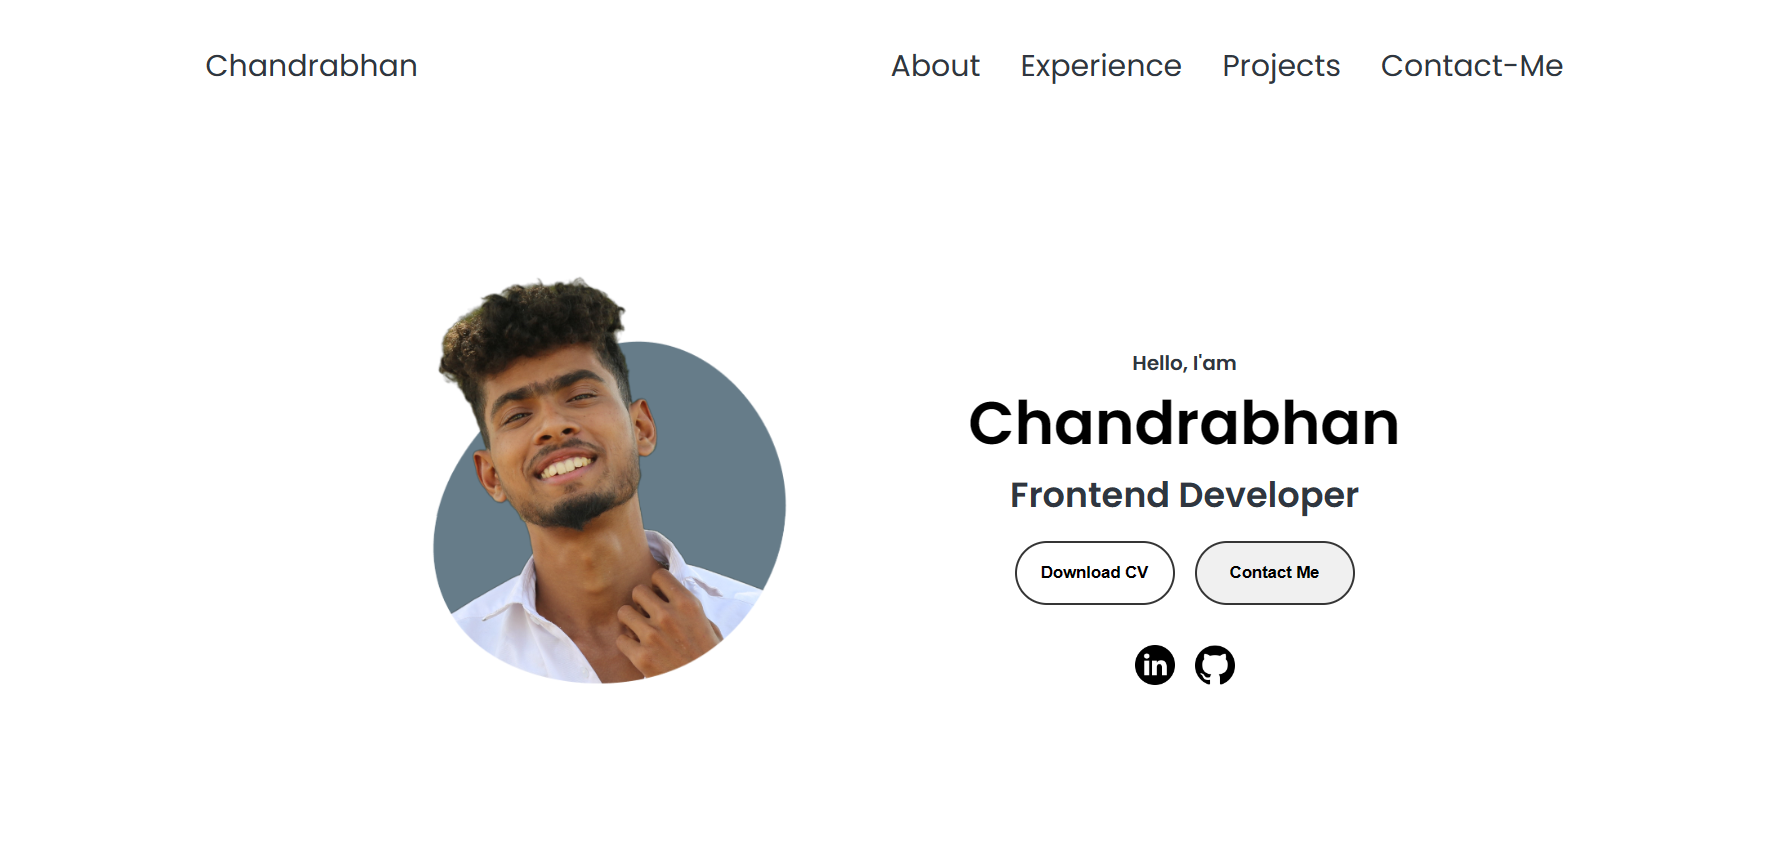 Chandrabhan
About Experience Projects Contact-Me
Hello, I'am
Chandrabhan
Frontend Developer
Download CV
Contact Me
in